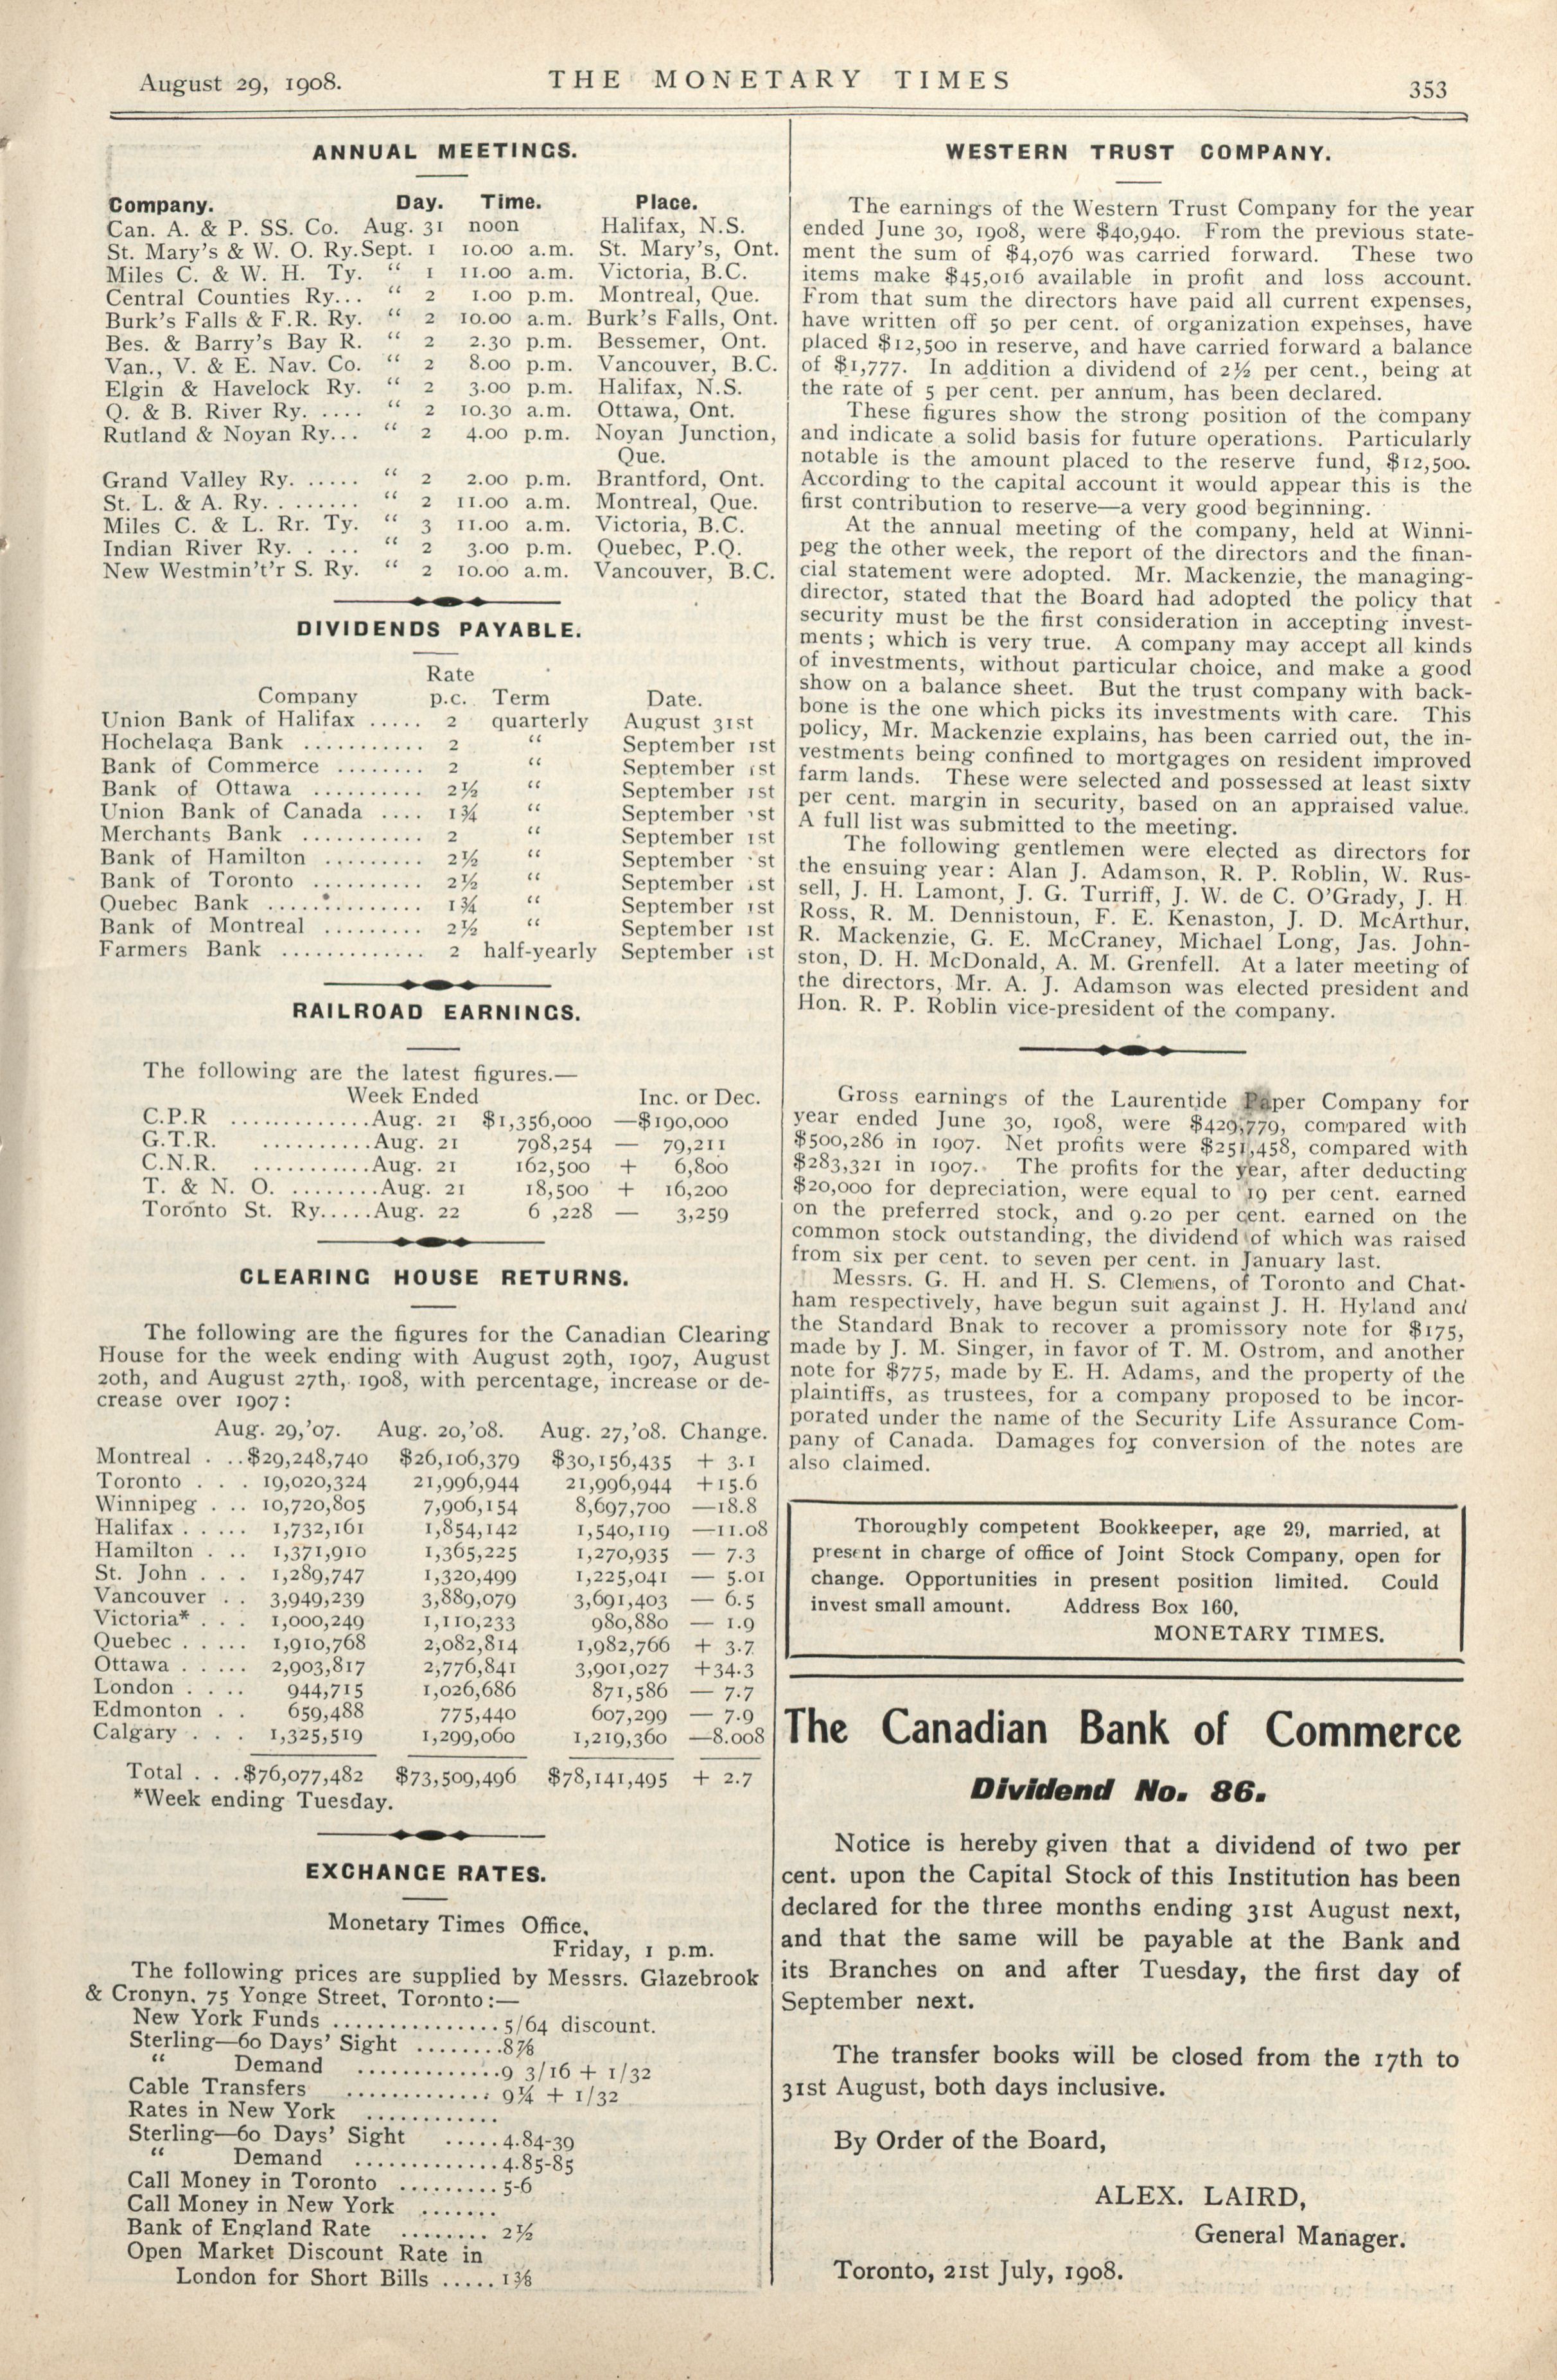 August 29, 1908.
THE MONETARY TIMES
353
ANNUAL MEETINGS.
Company. Day. Time. Place.
Can. A. & P. SS. Co. Aug. 31 noon Halifax, N.S.
St. Mary's & W. O. Ry. Sept. 1 10.00 a.m. St. Mary's, Ont.
Miles C. & W. H. Ty. " 1 11.00 a.m. Victoria, B.C.
Central Counties Ry... " 2 1.00 p.m. Montreal, Que.
Burk's Falls & F.R. Ry. " 2 10.00 a.m. Burk's Falls, Ont.
Bes. & Barry's Bay R. " 2 2.30 p.m. Bessemer, Ont.
Van., V. & E. Nav. Co. " 2 8.00 p.m. Vancouver, B.C.
Elgin & Havelock Ry. " 2 3.00 p.m. Halifax, N.S.
Q. & B. River Ry. .... " 2 10.30 a.m. Ottawa, Ont.
Rutland & Noyan Ry... " 2 4.00 p.m. Noyan Junction,
Que.
Grand Valley Ry. ..... " 2 2.00 p.m. Brantford, Ont.
St. L. & A. Ry. ........ " 2 11.00 a.m. Montreal, Que.
Miles C. & L. Rr. Ty. " 3 11.00 a.m. Victoria, B.C.
Indian River Ry. . ... " 2 3.00 p.m. Quebec, P.Q.
New Westmin't'r S. Ry. " 2 10.00 a.m. Vancouver, B.C.
DIVIDENDS PAYABLE.
Rate
Company p.c. Term Date.
Union Bank of Halifax ..... 2 quarterly August 31st
Hochelaga Bank ........... 2 " September 1st
Bank of Commerce ........ 2 " September 1st
Bank of Ottawa .......... 2½ " September 1st
Union Bank of Canada .... 1¾ " September 1st
Merchants Bank ........... 2 " September 1st
Bank of Hamilton ......... 2½ " September 1st
Bank of Toronto .......... 2½ " September 1st
Quebec Bank .............. 1¾ " September 1st
Bank of Montreal ......... 2½ " September 1st
Farmers Bank ............. 2 half-yearly September 1st
RAILROAD EARNINGS.
The following are the latest figures.—
Week Ended Inc. or Dec.
C.P.R .............Aug. 21 $1,356,000 —$190,000
G.T.R. ..........Aug. 21 798,254 — 79,211
C.N.R. ...........Aug. 21 162,500 + 6,800
T. & N. O. ........Aug. 21 18,500 + 16,200
Toronto St. Ry.....Aug. 22 6 ,228 — 3,259
CLEARING HOUSE RETURNS.
The following are the figures for the Canadian Clearing
House for the week ending with August 29th, 1907, August
20th, and August 27th, 1908, with percentage, increase or de-
crease over 1907:
Aug. 29,'07. Aug. 20,'08. Aug. 27,'08. Change.
Montreal . ..$29,248,740 $26,106,379 $30,156,435 + 3.1
Toronto . . . 19,020,324 21,996,944 21,996,944 +15.6
Winnipeg . .. 10,720,805 7,906,154 8,697,700 —18.8
Halifax . . ... 1,732,161 1,854,142 1,540,119 —11.08
Hamilton . .. 1,371,910 1,365,225 1,270,935 — 7.3
St. John . . . 1,289,747 1,320,499 1,225,041 — 5.01
Vancouver . . 3,949,239 3,889,079 3,691,403 — 6.5
Victoria* . . . 1,000,249 1,110,233 980,880 — 1.9
Quebec . . ... 1,910,768 2,082,814 1,982,766 + 3.7
Ottawa . . ... 2,903,817 2,776,841 3,901,027 +34.3
London . . .. 944,715 1,026,686 871,586 — 7.7
Edmonton . . 659,488 775,440 607,299 — 7.9
Calgary . . . 1,325,519 1,299,060 1,219,360 —8.008
Total . . .$76,077,482 $73,509,496 $78,141,495 + 2.7
*Week ending Tuesday.
EXCHANGE RATES.
Monetary Times Office,
Friday, 1 p.m.
The following prices are supplied by Messrs. Glazebrook
& Cronyn, 75 Yonge Street, Toronto:—
New York Funds ...............5/64 discount.
Sterling—60 Days' Sight ........8⅞
" Demand .............9 3/16 + 1/32
Cable Transfers ............. 9¼ + 1/32
Rates in New York ............
Sterling—60 Days' Sight .....4.84-39
" Demand .............4.85-85
Call Money in Toronto .........5-6
Call Money in New York .......
Bank of England Rate ........ 2½
Open Market Discount Rate in
London for Short Bills ..... 1⅜
WESTERN TRUST COMPANY.
The earnings of the Western Trust Company for the year
ended June 30, 1908, were $40,940. From the previous state-
ment the sum of $4,076 was carried forward. These two
items make $45,016 available in profit and loss account.
From that sum the directors have paid all current expenses,
have written off 50 per cent. of organization expenses, have
placed $12,500 in reserve, and have carried forward a balance
of $1,777. In addition a dividend of 2½ per cent., being at
the rate of 5 per cent. per annum, has been declared.
These figures show the strong position of the company
and indicate a solid basis for future operations. Particularly
notable is the amount placed to the reserve fund, $12,500.
According to the capital account it would appear this is the
first contribution to reserve—a very good beginning.
At the annual meeting of the company, held at Winni-
peg the other week, the report of the directors and the finan-
cial statement were adopted. Mr. Mackenzie, the managing-
director, stated that the Board had adopted the policy that
security must be the first consideration in accepting invest-
ments; which is very true. A company may accept all kinds
of investments, without particular choice, and make a good
show on a balance sheet. But the trust company with back-
bone is the one which picks its investments with care. This
policy, Mr. Mackenzie explains, has been carried out, the in-
vestments being confined to mortgages on resident improved
farm lands. These were selected and possessed at least sixty
per cent. margin in security, based on an appraised value.
A full list was submitted to the meeting.
The following gentlemen were elected as directors for
the ensuing year: Alan J. Adamson, R. P. Roblin, W. Rus-
sell, J. H. Lamont, J. G. Turriff, J. W. de C. O'Grady, J. H.
Ross, R. M. Dennistoun, F. E. Kenaston, J. D. McArthur,
R. Mackenzie, G. E. McCraney, Michael Long, Jas. John-
ston, D. H. McDonald, A. M. Grenfell. At a later meeting of
the directors, Mr. A. J. Adamson was elected president and
Hon. R. P. Roblin vice-president of the company.
Gross earnings of the Laurentide Paper Company for
year ended June 30, 1908, were $429,779, compared with
$500,286 in 1907. Net profits were $251,458, compared with
$283,321 in 1907. The profits for the year, after deducting
$20,000 for depreciation, were equal to 19 per cent. earned
on the preferred stock, and 9.20 per cent. earned on the
common stock outstanding, the dividend of which was raised
from six per cent. to seven per cent. in January last.
Messrs. G. H. and H. S. Clemens, of Toronto and Chat-
ham respectively, have begun suit against J. H. Hyland and
the Standard Bnak to recover a promissory note for $175,
made by J. M. Singer, in favor of T. M. Ostrom, and another
note for $775, made by E. H. Adams, and the property of the
plaintiffs, as trustees, for a company proposed to be incor-
porated under the name of the Security Life Assurance Com-
pany of Canada. Damages for conversion of the notes are
also claimed.
Thoroughly competent Bookkeeper, age 29, married, at
present in charge of office of Joint Stock Company, open for
change. Opportunities in present position limited. Could
invest small amount. Address Box 160,
MONETARY TIMES.
The Canadian Bank of Commerce
Dividend No. 86.
Notice is hereby given that a dividend of two per
cent. upon the Capital Stock of this Institution has been
declared for the three months ending 31st August next,
and that the same will be payable at the Bank and
its Branches on and after Tuesday, the first day of
September next.
The transfer books will be closed from the 17th to
31st August, both days inclusive.
By Order of the Board,
ALEX. LAIRD,
General Manager.
Toronto, 21st July, 1908.